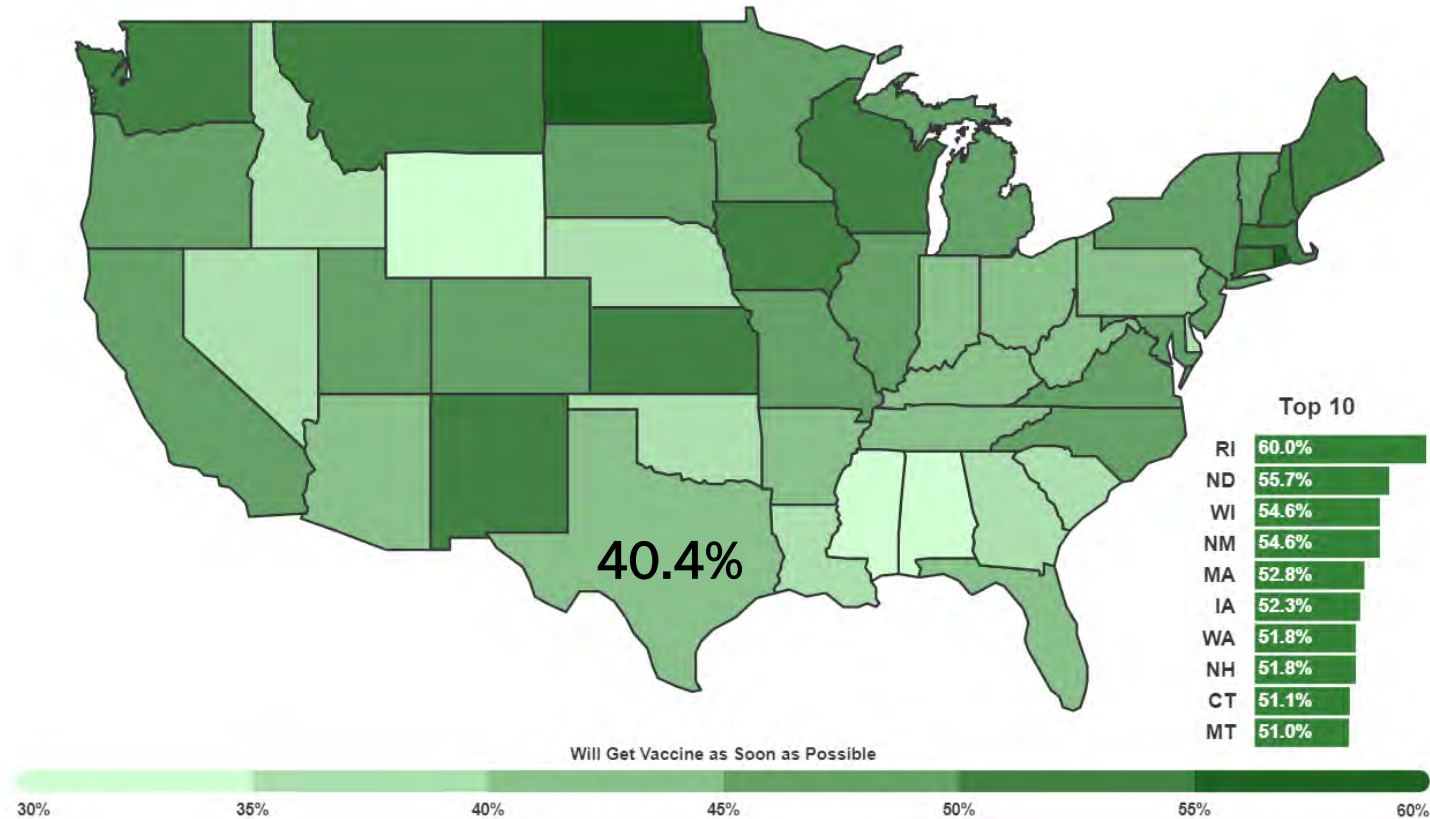 40.4%
Top 10
RI 60.0%
ND 55.7%
WI 54.6%
NM 54.6%
MA 52.8%
IA 52.3%
WA 51.8%
NH 51.8%
CT 51.1%
MT 51.0%
Will Get Vaccine as Soon as Possible
30% 35% 40% 45% 50% 55% 60%